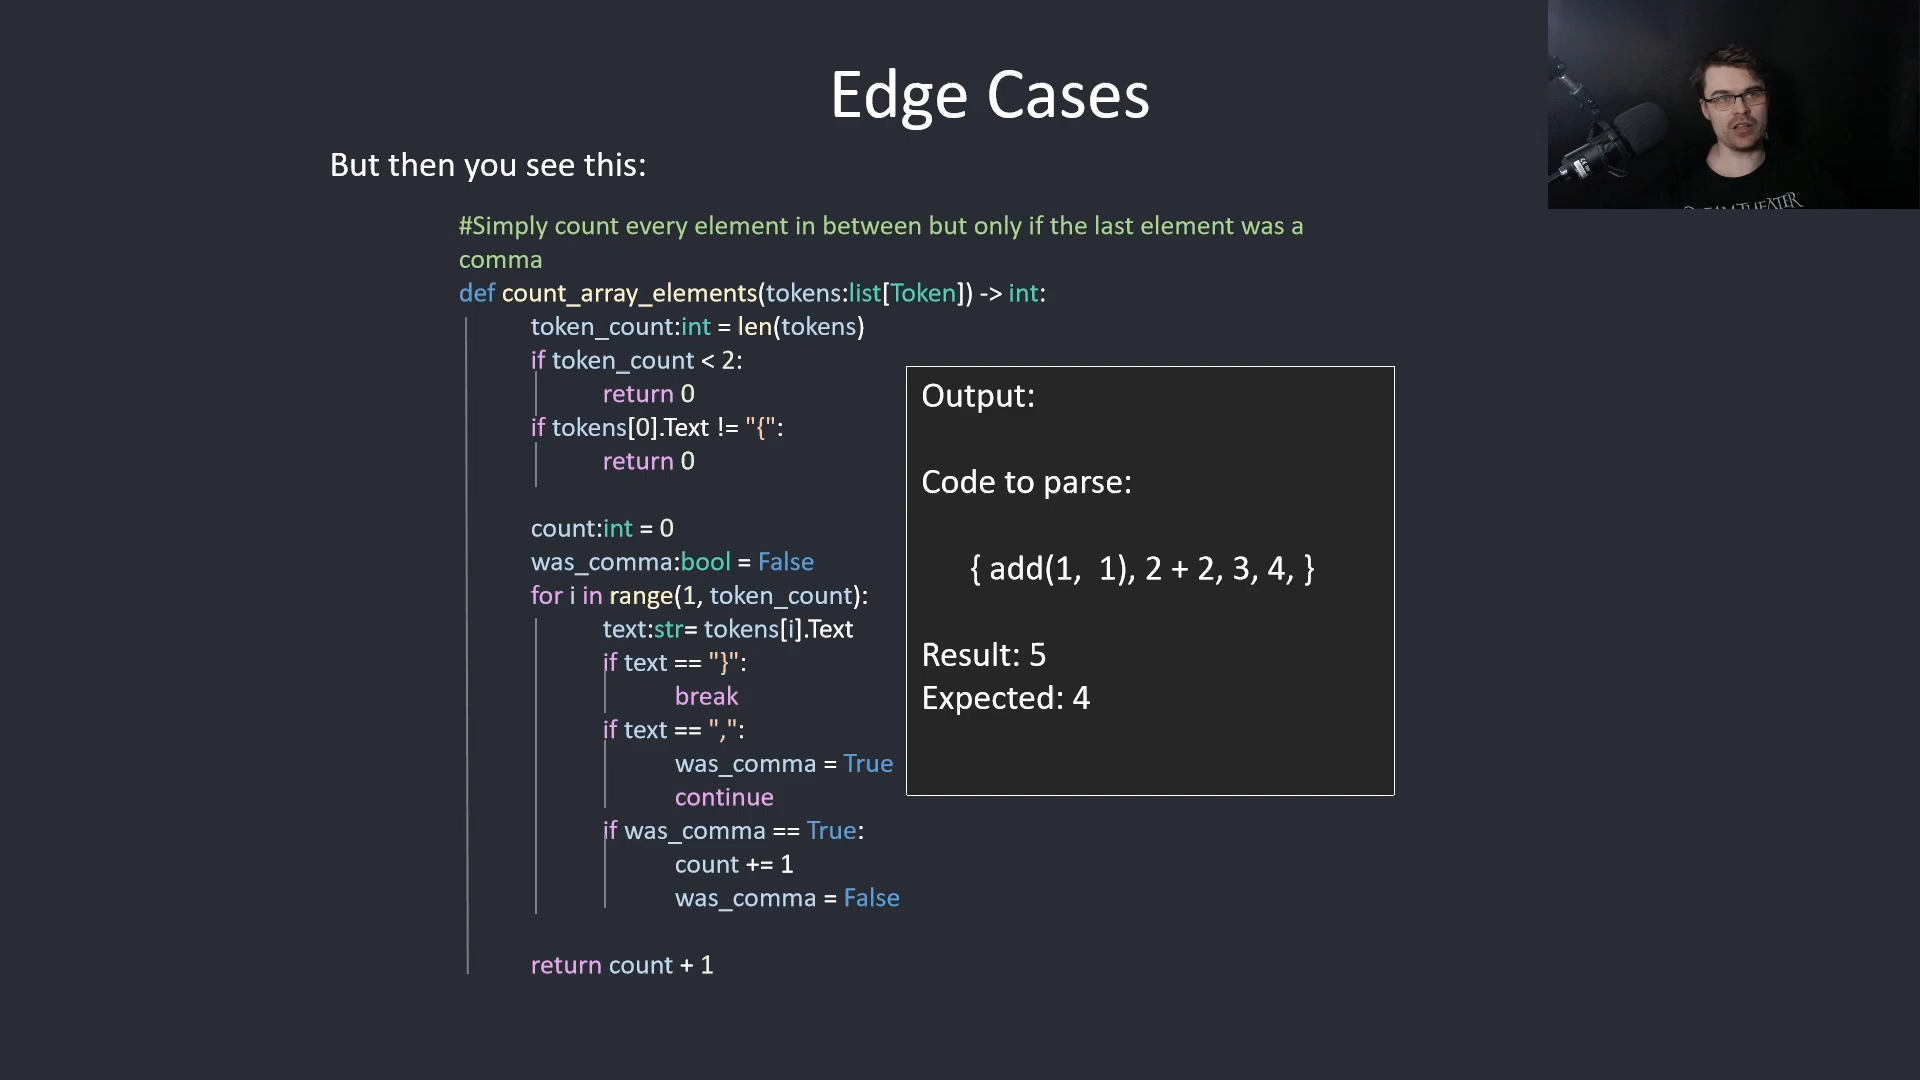 Edge Cases
But then you see this:
#Simply count every element in between but only if the last element was a
comma
def count_array_elements(tokens:list[Token]) -> int:
token_count:int = len(tokens)
if token_count < 2:
return 0
if tokens[0].Text != "{":
return 0
count:int = 0
was_comma:bool = False
for i in range(1, token_count):
text:str= tokens[i].Text
if text == "}":
break
if text == ",":
was_comma = True
continue
if was_comma == True:
count += 1
was_comma = False
return count + 1
Output:
Code to parse:
{ add(1,  1), 2 + 2, 3, 4, }
Result: 5
Expected: 4
THEATER